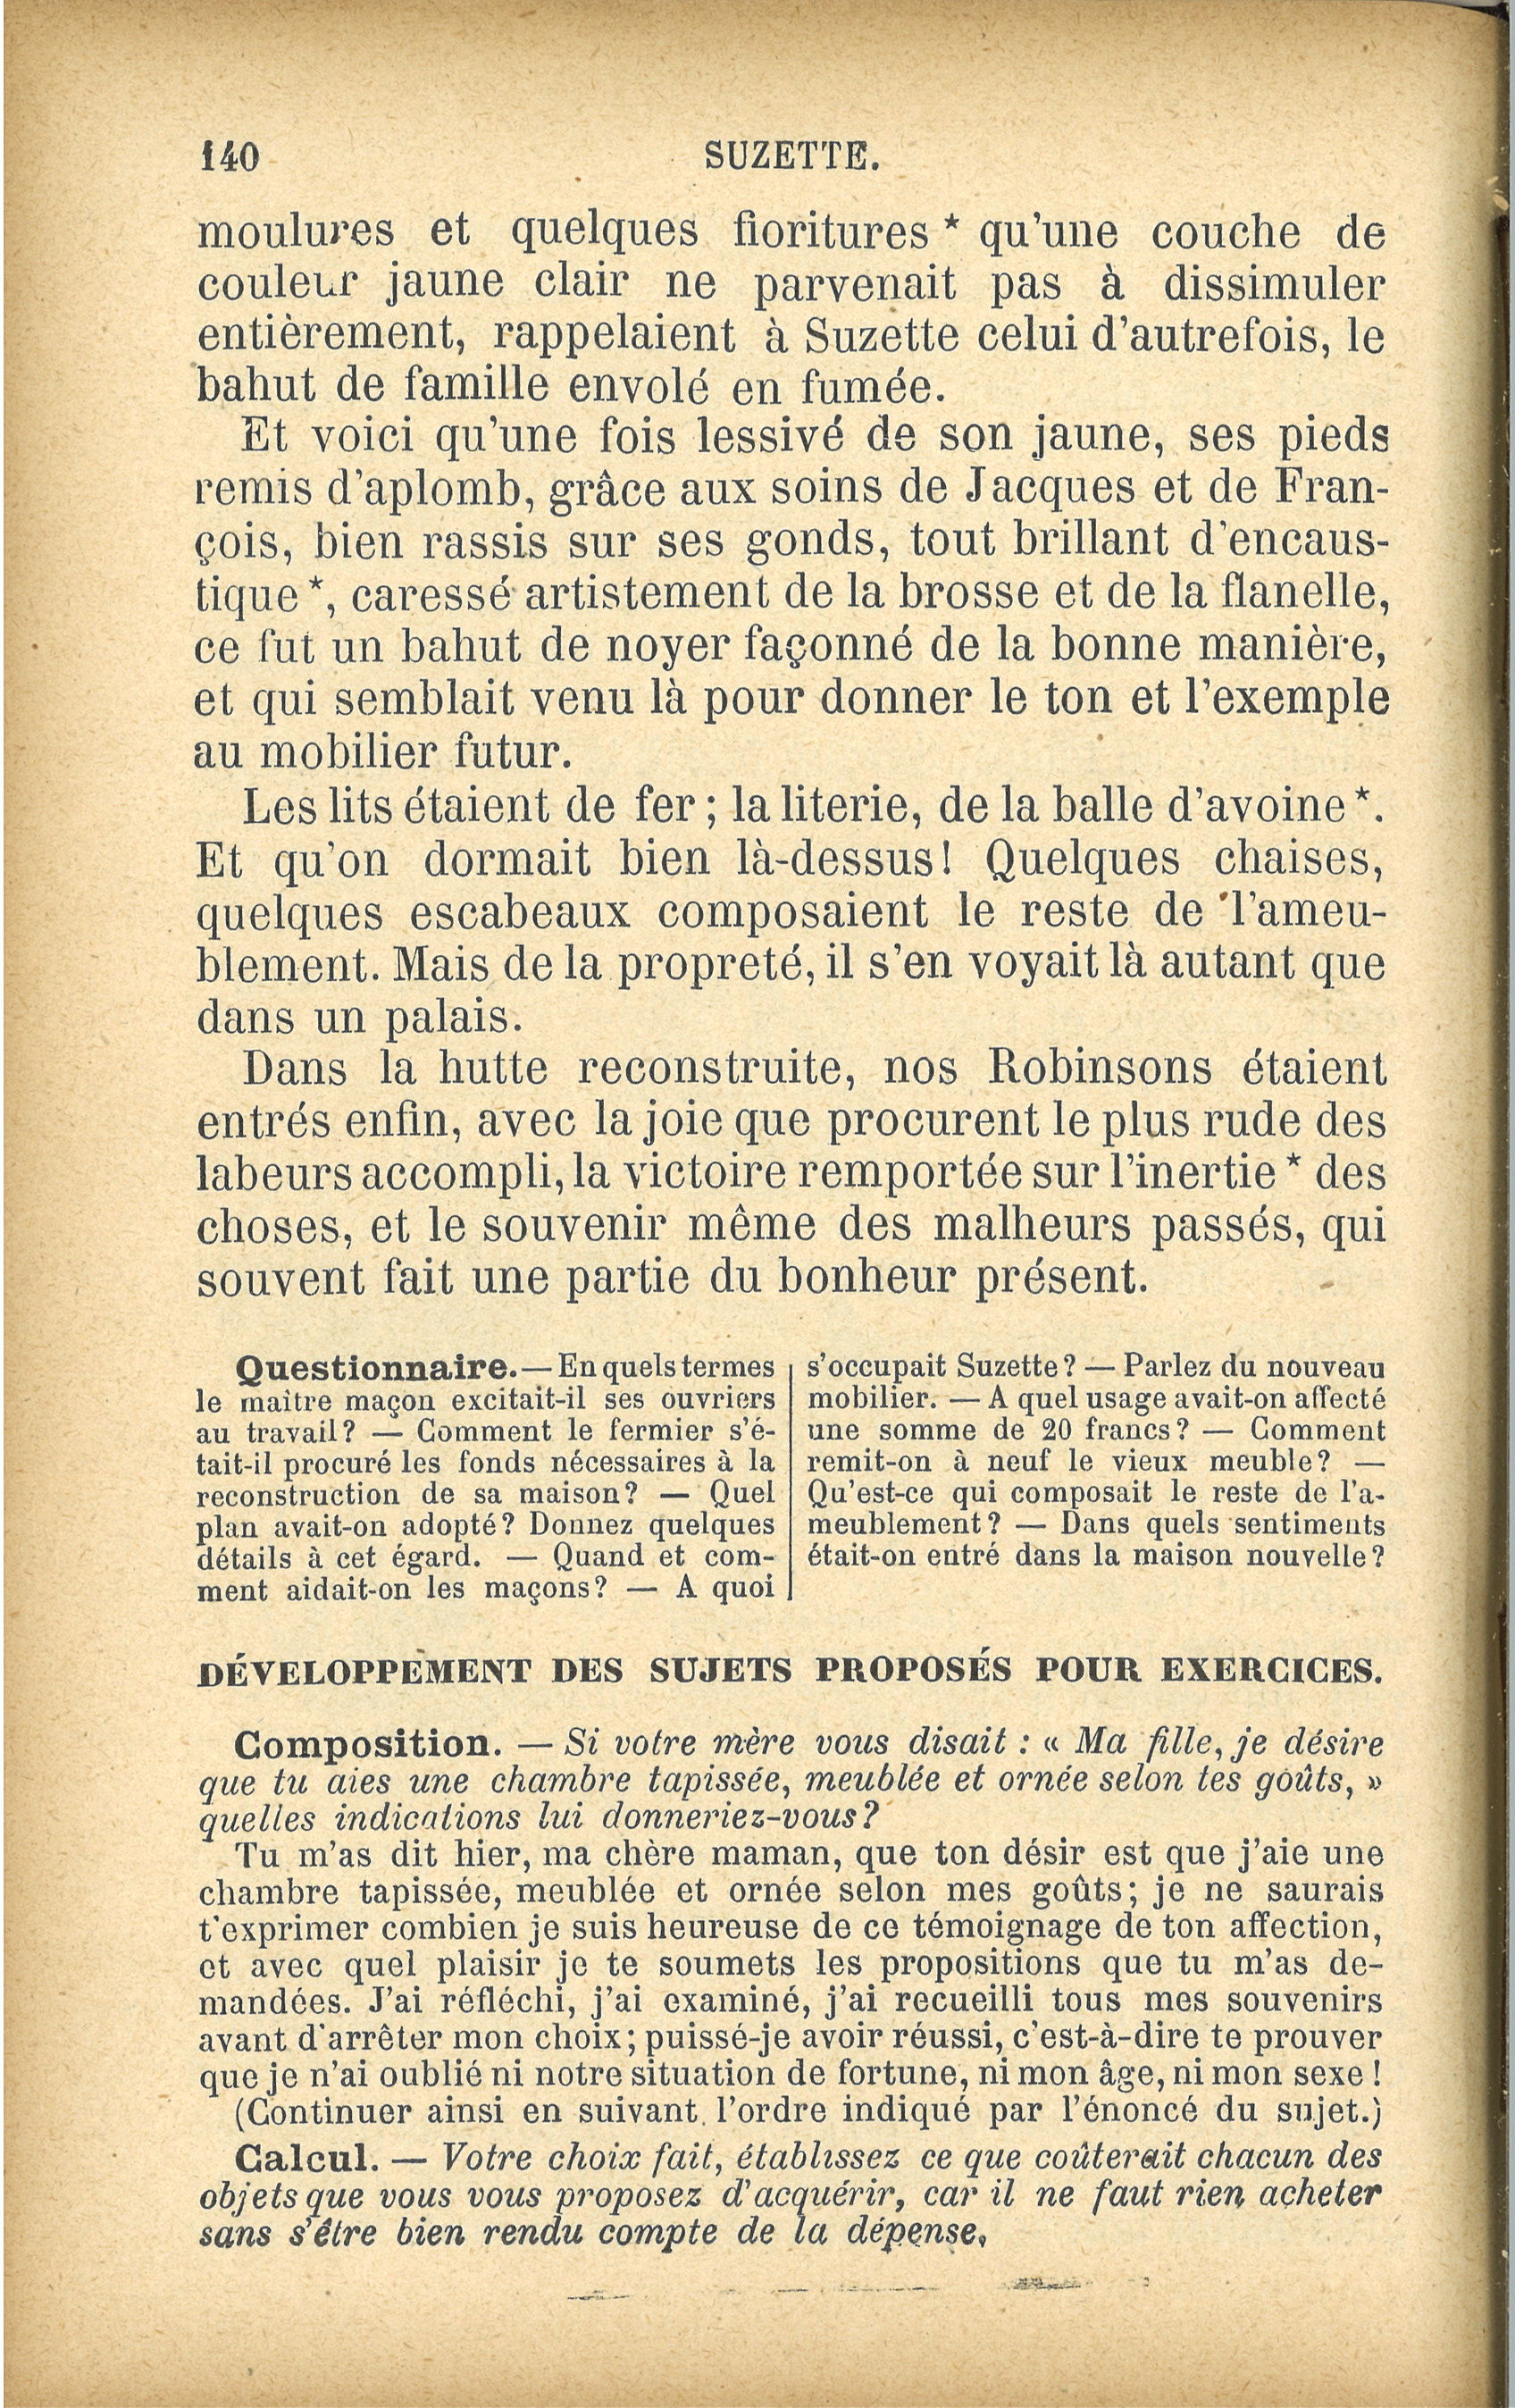 140
SUZETTE.
moulures et quelques fioritures * qu'une couche de
couleur jaune clair ne parvenait pas à dissimuler
entièrement, rappelaient à Suzette celui d'autrefois, le
bahut de famille envolé en fumée.
Et voici qu'une fois lessivé de son jaune, ses pieds
remis d'aplomb, grâce aux soins de Jacques et de Fran-
çois, bien rassis sur ses gonds, tout brillant d'encaus-
tique *, caressé artistement de la brosse et de la flanelle,
ce fut un bahut de noyer façonné de la bonne manière,
et qui semblait venu là pour donner le ton et l'exemple
au mobilier futur.
Les lits étaient de fer ; la literie, de la balle d'avoine *.
Et qu'on dormait bien là-dessus! Quelques chaises,
quelques escabeaux composaient le reste de l'ameu-
blement. Mais de la propreté, il s'en voyait là autant que
dans un palais.
Dans la hutte reconstruite, nos Robinsons étaient
entrés enfin, avec la joie que procurent le plus rude des
labeurs accompli, la victoire remportée sur l'inertie * des
choses, et le souvenir même des malheurs passés, qui
souvent fait une partie du bonheur présent.
Questionnaire. — En quels termes
le maître maçon excitait-il ses ouvriers
au travail? — Comment le fermier s'é-
tait-il procuré les fonds nécessaires à la
reconstruction de sa maison? — Quel
plan avait-on adopté? Donnez quelques
détails à cet égard. — Quand et com-
ment aidait-on les maçons? — A quoi
s'occupait Suzette? — Parlez du nouveau
mobilier. — A quel usage avait-on affecté
une somme de 20 francs? — Comment
remit-on à neuf le vieux meuble? —
Qu'est-ce qui composait le reste de l'a-
meublement? — Dans quels sentiments
était-on entré dans la maison nouvelle?
DÉVELOPPEMENT DES SUJETS PROPOSÉS POUR EXERCICES.
Composition. — Si votre mère vous disait : « Ma fille, je désire
que tu aies une chambre tapissée, meublée et ornée selon tes goûts, »
quelles indications lui donneriez-vous?
Tu m'as dit hier, ma chère maman, que ton désir est que j'aie une
chambre tapissée, meublée et ornée selon mes goûts; je ne saurais
t'exprimer combien je suis heureuse de ce témoignage de ton affection,
et avec quel plaisir je te soumets les propositions que tu m'as de-
mandées. J'ai réfléchi, j'ai examiné, j'ai recueilli tous mes souvenirs
avant d'arrêter mon choix; puissé-je avoir réussi, c'est-à-dire te prouver
que je n'ai oublié ni notre situation de fortune, ni mon âge, ni mon sexe !
(Continuer ainsi en suivant l'ordre indiqué par l'énoncé du sujet.)
Calcul. — Votre choix fait, établissez ce que coûterait chacun des
objets que vous vous proposez d'acquérir, car il ne faut rien acheter
sans s'être bien rendu compte de la dépense.